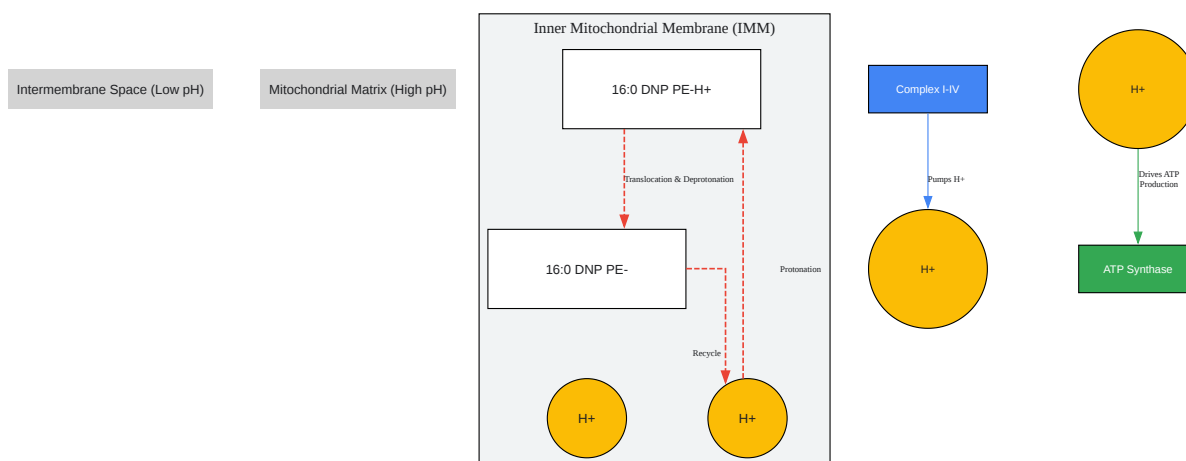 Inner Mitochondrial Membrane (IMM)
Intermembrane Space (Low pH)
Mitochondrial Matrix (High pH)
16:0 DNP PE-H+
Complex I-IV
H+
Translocation & Deprotonation
Pumps H+
Drives ATP
Production
16:0 DNP PE-
Protonation
H+
ATP Synthase
Recycle
H+
H+